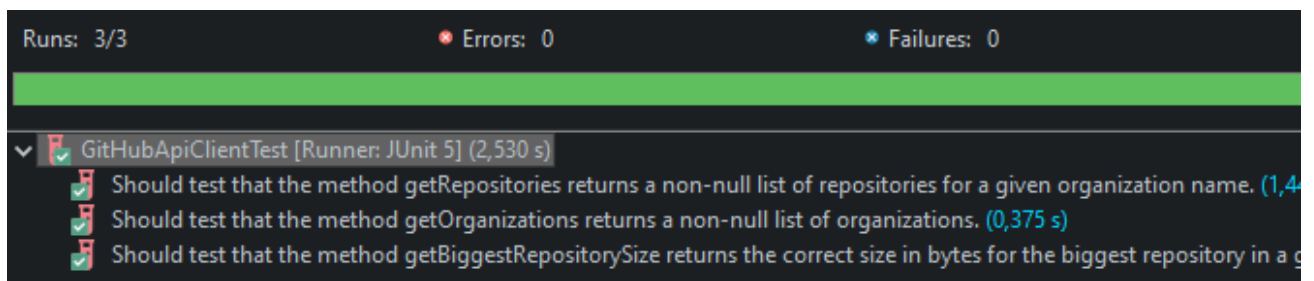 Runs: 3/3 Errors: 0 Failures: 0
GitHubApiClientTest [Runner: JUnit 5] (2,530 s)
Should test that the method getRepositories returns a non-null list of repositories for a given organization name. (1,44
Should test that the method getOrganizations returns a non-null list of organizations. (0,375 s)
Should test that the method getBiggestRepositorySize returns the correct size in bytes for the biggest repository in a